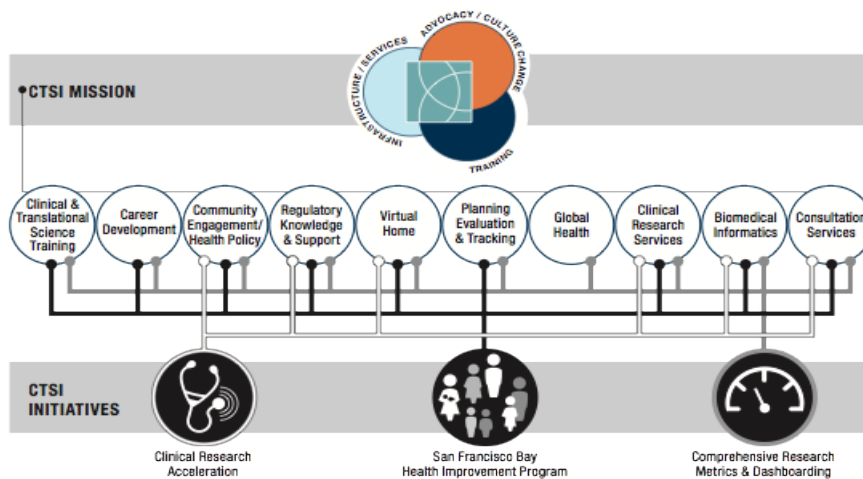 INFRASTRUCTURE / SERVICES
ADVOCACY / CULTURE CHANGE
TRAINING
CTSI MISSION
Clinical &
Translational
Science
Training
Career
Development
Community
Engagement/
Health Policy
Regulatory
Knowledge
& Support
Virtual
Home
Planning
Evaluation
& Tracking
Global
Health
Clinical
Research
Services
Biomedical
Informatics
Consultation
Services
CTSI
INITIATIVES
Clinical Research
Acceleration
San Francisco Bay
Health Improvement Program
Comprehensive Research
Metrics & Dashboarding